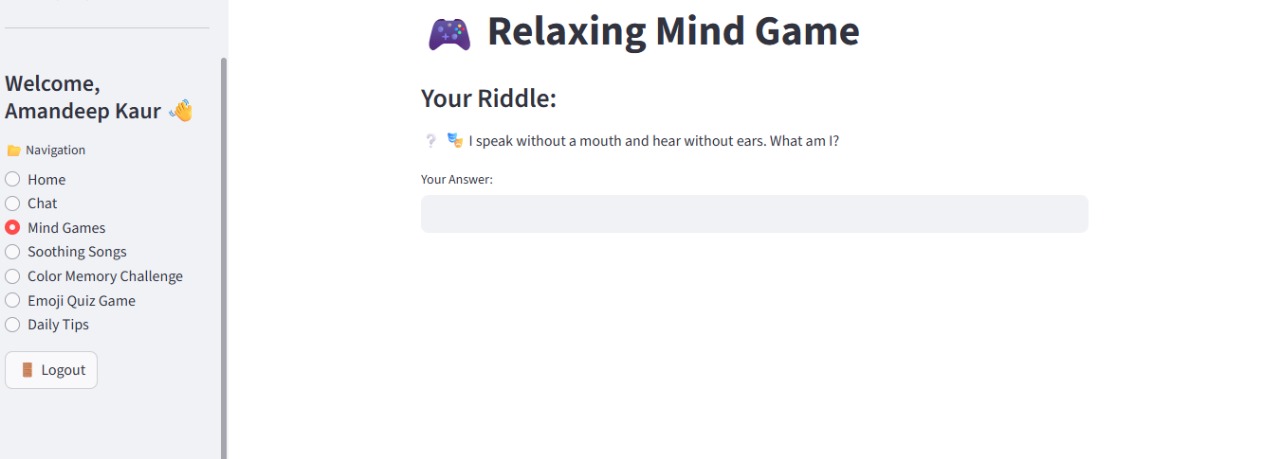 Welcome,
Amandeep Kaur 👋
📁 Navigation
Home
Chat
Mind Games
Soothing Songs
Color Memory Challenge
Emoji Quiz Game
Daily Tips
🚪 Logout
🎮 Relaxing Mind Game
Your Riddle:
❔ 🎭 I speak without a mouth and hear without ears. What am I?
Your Answer: